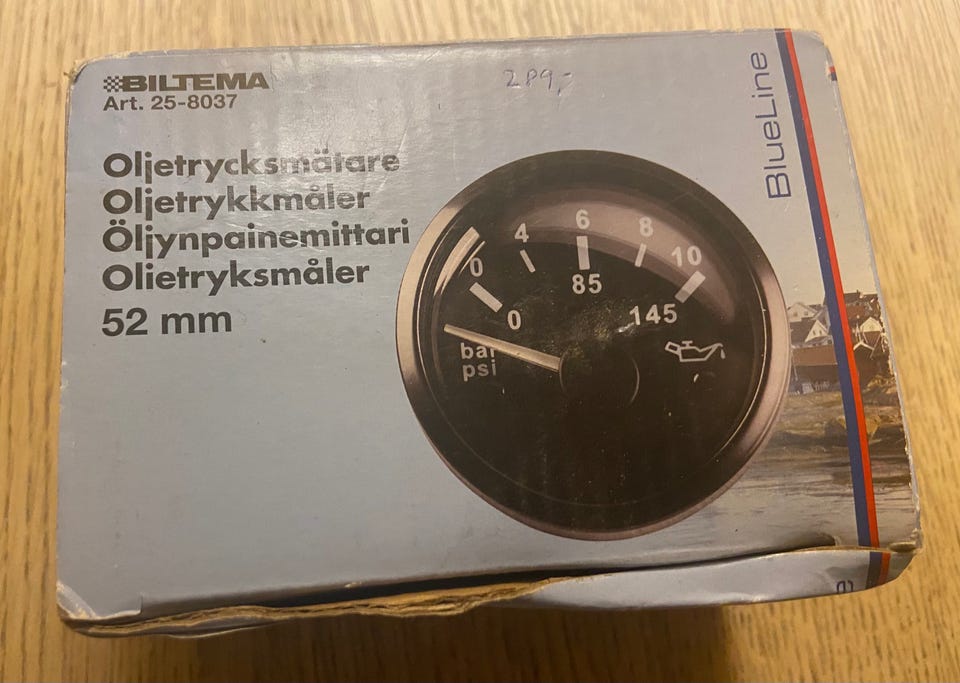 BILTEMA
Art. 25-8037
289,-
BlueLine
Oljetrycksmätare
Oljetrykkmåler
Öljynpainemittari
Olietryksmåler
52 mm
0 4 6 8 10
0 85 145
bar
psi
e